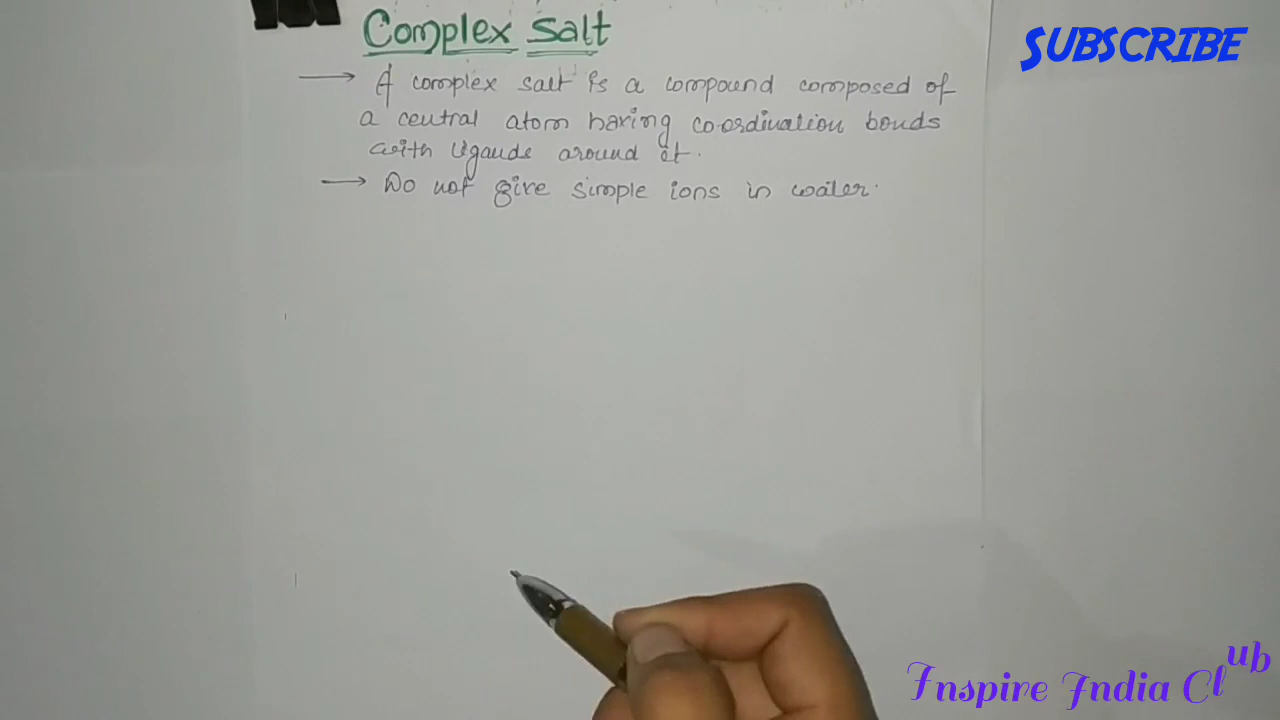 Complex Salt
SUBSCRIBE
→ A complex salt is a compound composed of
a central atom having co-ordination bonds
with ligands around it.
→ Do not give simple ions in water.
Inspire India Club